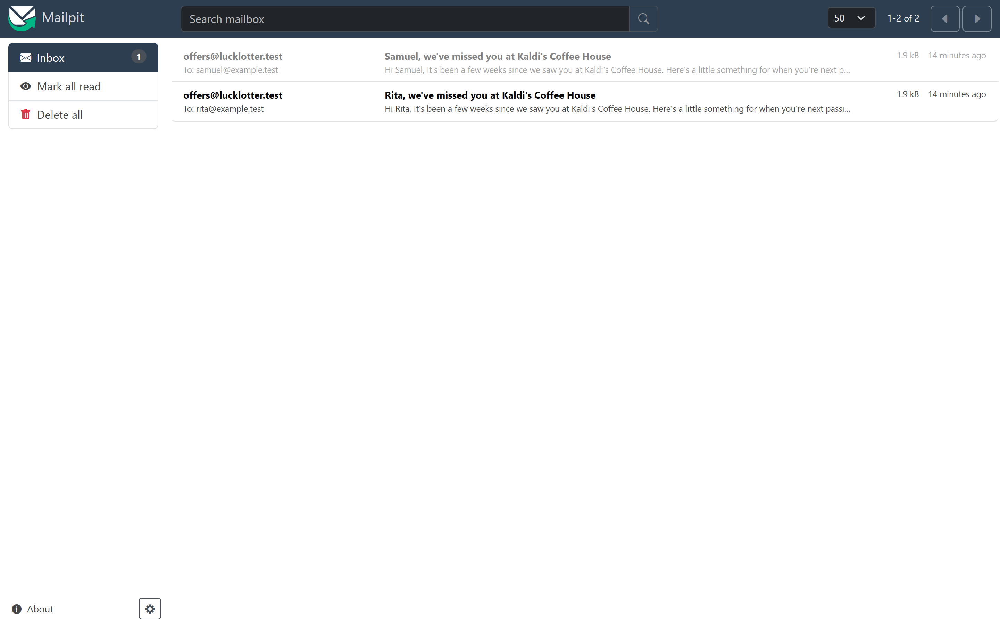 Mailpit
Search mailbox
50
1-2 of 2
Inbox
1
Mark all read
Delete all
offers@lucklotter.test
To: samuel@example.test
Samuel, we've missed you at Kaldi's Coffee House
Hi Samuel, It's been a few weeks since we saw you at Kaldi's Coffee House. Here's a little something for when you're next p...
1.9 kB
14 minutes ago
offers@lucklotter.test
To: rita@example.test
Rita, we've missed you at Kaldi's Coffee House
Hi Rita, It's been a few weeks since we saw you at Kaldi's Coffee House. Here's a little something for when you're next passi...
1.9 kB
14 minutes ago
About